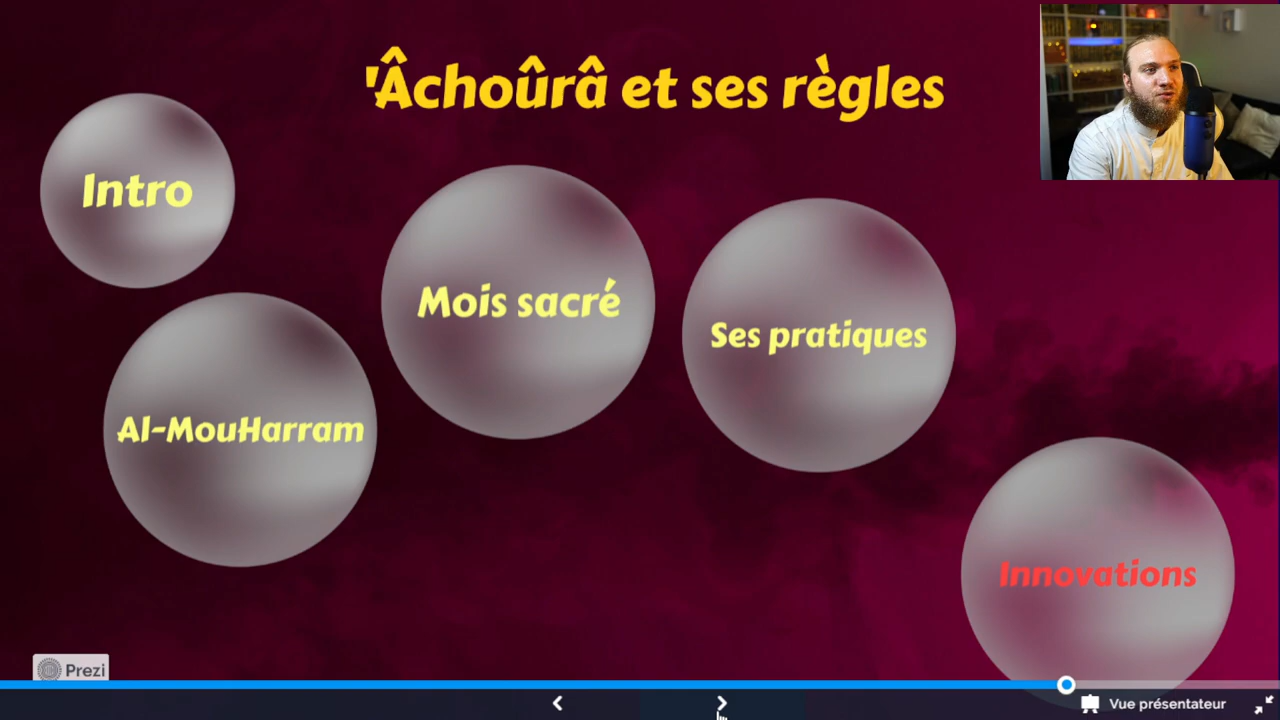 'Âchoûrâ et ses règles
Intro
Mois sacré
Ses pratiques
Al-MouHarram
Innovations
Prezi
Vue présentateur